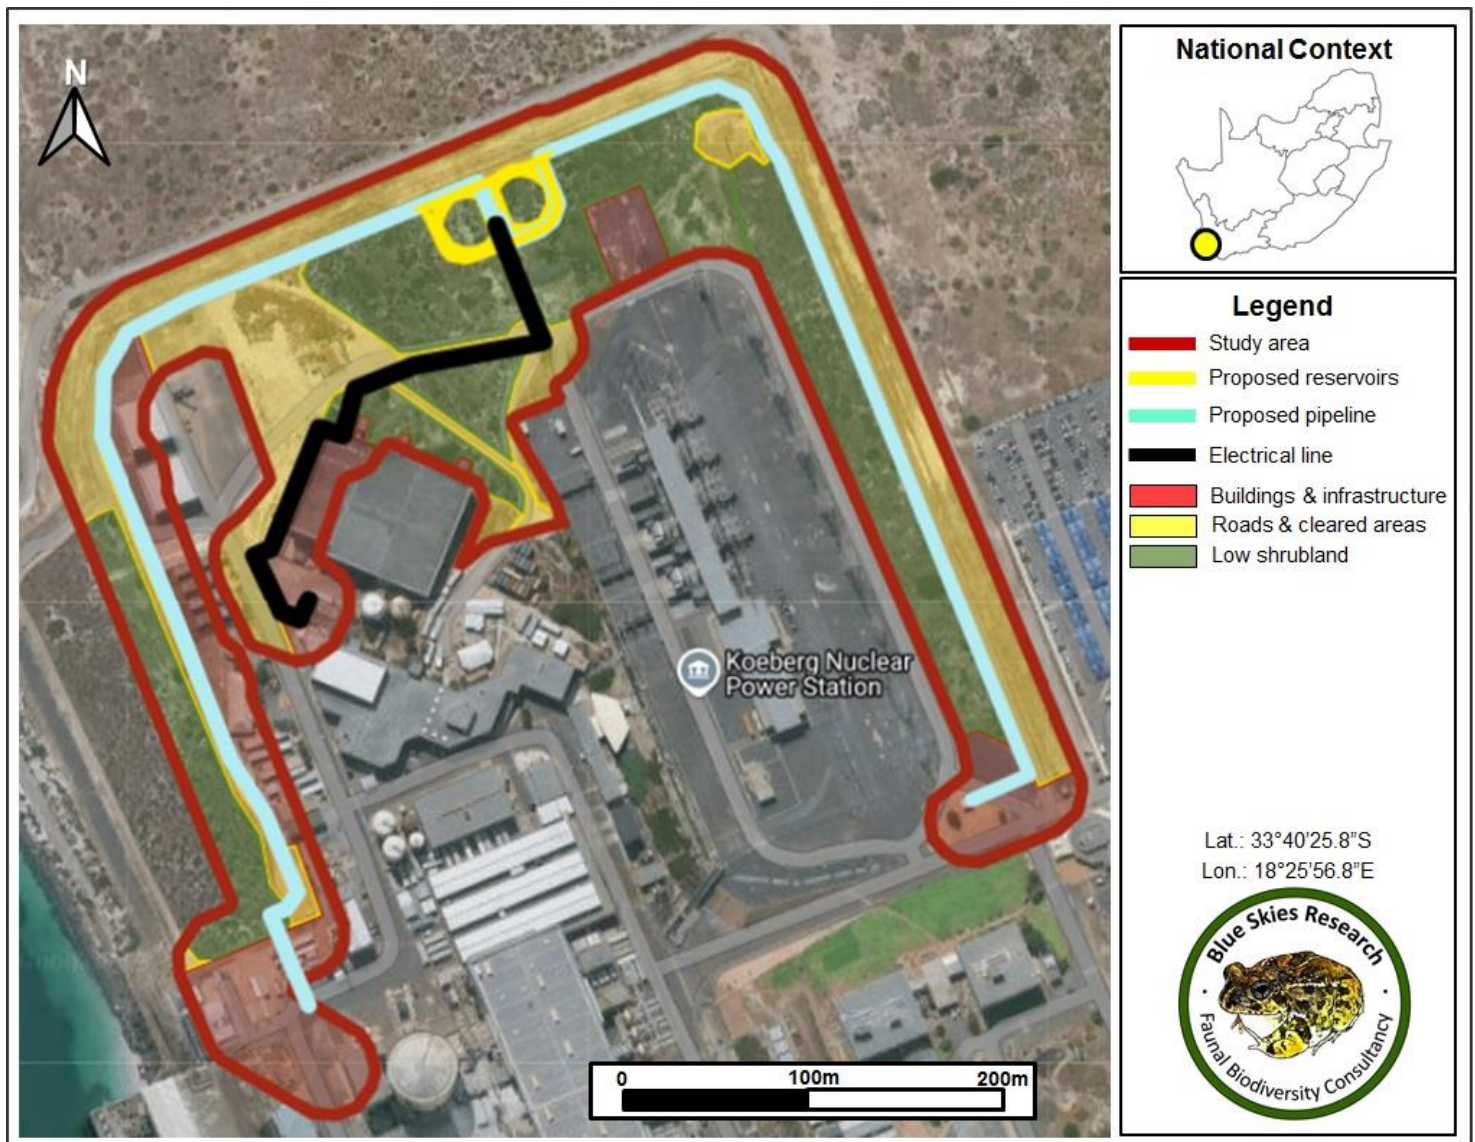 N
Koeberg Nuclear
Power Station
0 100m 200m
National Context
Legend
Study area
Proposed reservoirs
Proposed pipeline
Electrical line
Buildings & infrastructure
Roads & cleared areas
Low shrubland
Lat.: 33°40'25.8”S
Lon.: 18°25’56.8”E
Blue Skies Research
Faunal Biodiversity Consultancy